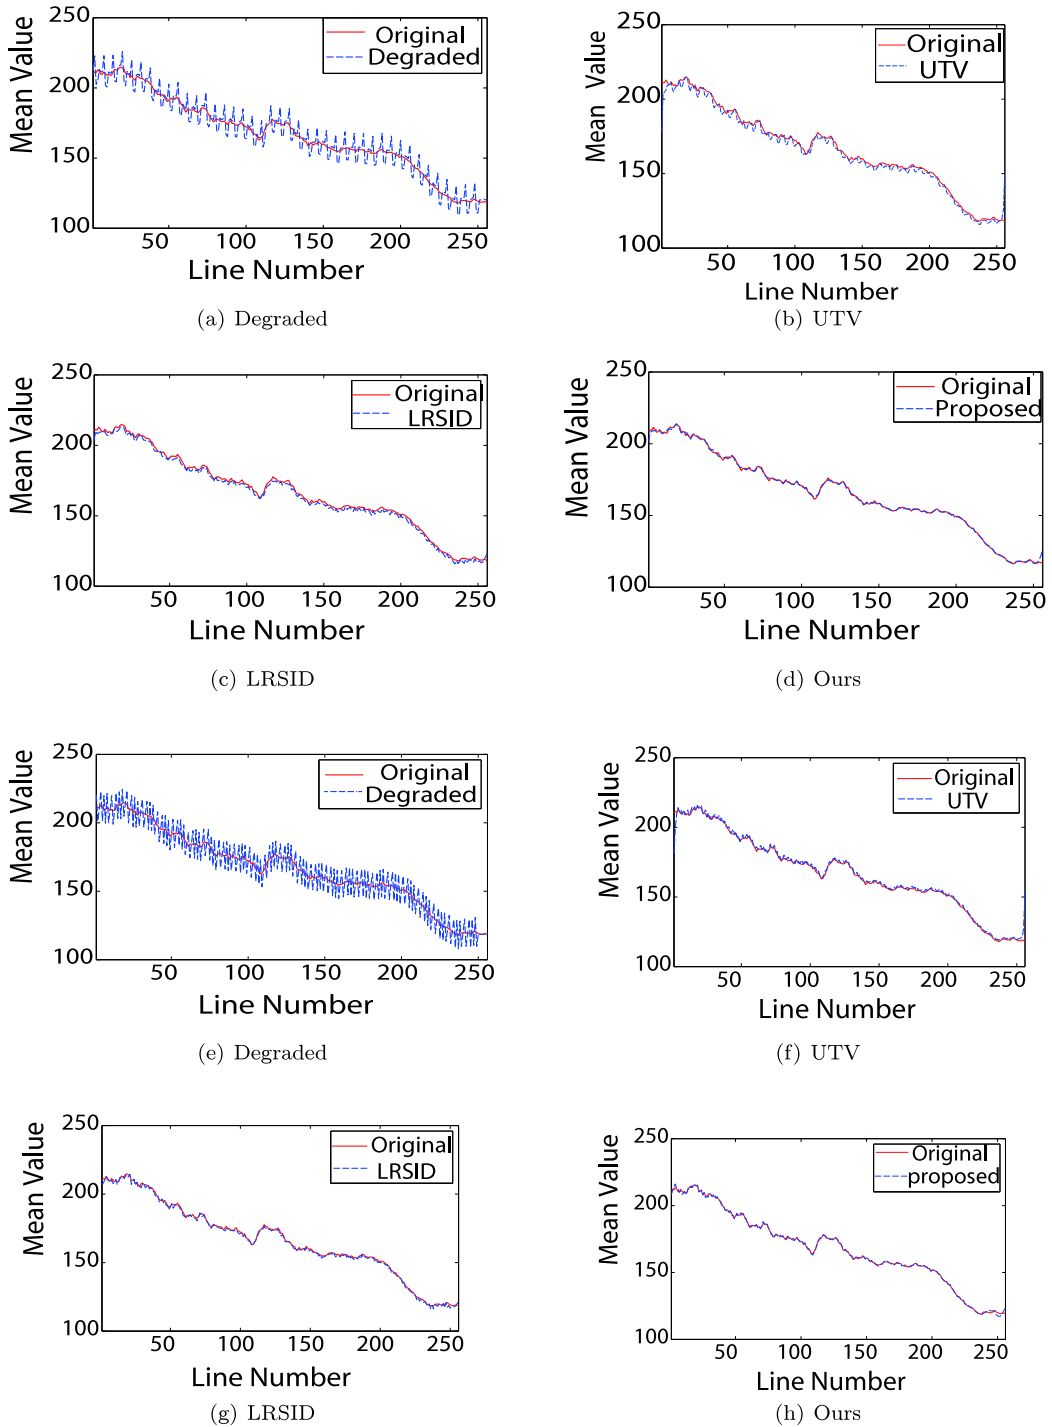 250
200
150
100
Mean Value
Original
Degraded
50 100 150 200 250
Line Number
(a) Degraded
250
200
150
100
Mean Value
Original
UTV
50 100 150 200 250
Line Number
(b) UTV
250
200
150
100
Mean Value
Original
LRSID
50 100 150 200 250
Line Number
(c) LRSID
250
200
150
100
Mean Value
Original
Proposed
50 100 150 200 250
Line Number
(d) Ours
250
200
150
100
Mean Value
Original
Degraded
50 100 150 200 250
Line Number
(e) Degraded
250
200
150
100
Mean Value
Original
UTV
50 100 150 200 250
Line Number
(f) UTV
250
200
150
100
Mean Value
Original
LRSID
50 100 150 200 250
Line Number
(g) LRSID
250
200
150
100
Mean Value
Original
proposed
50 100 150 200 250
Line Number
(h) Ours